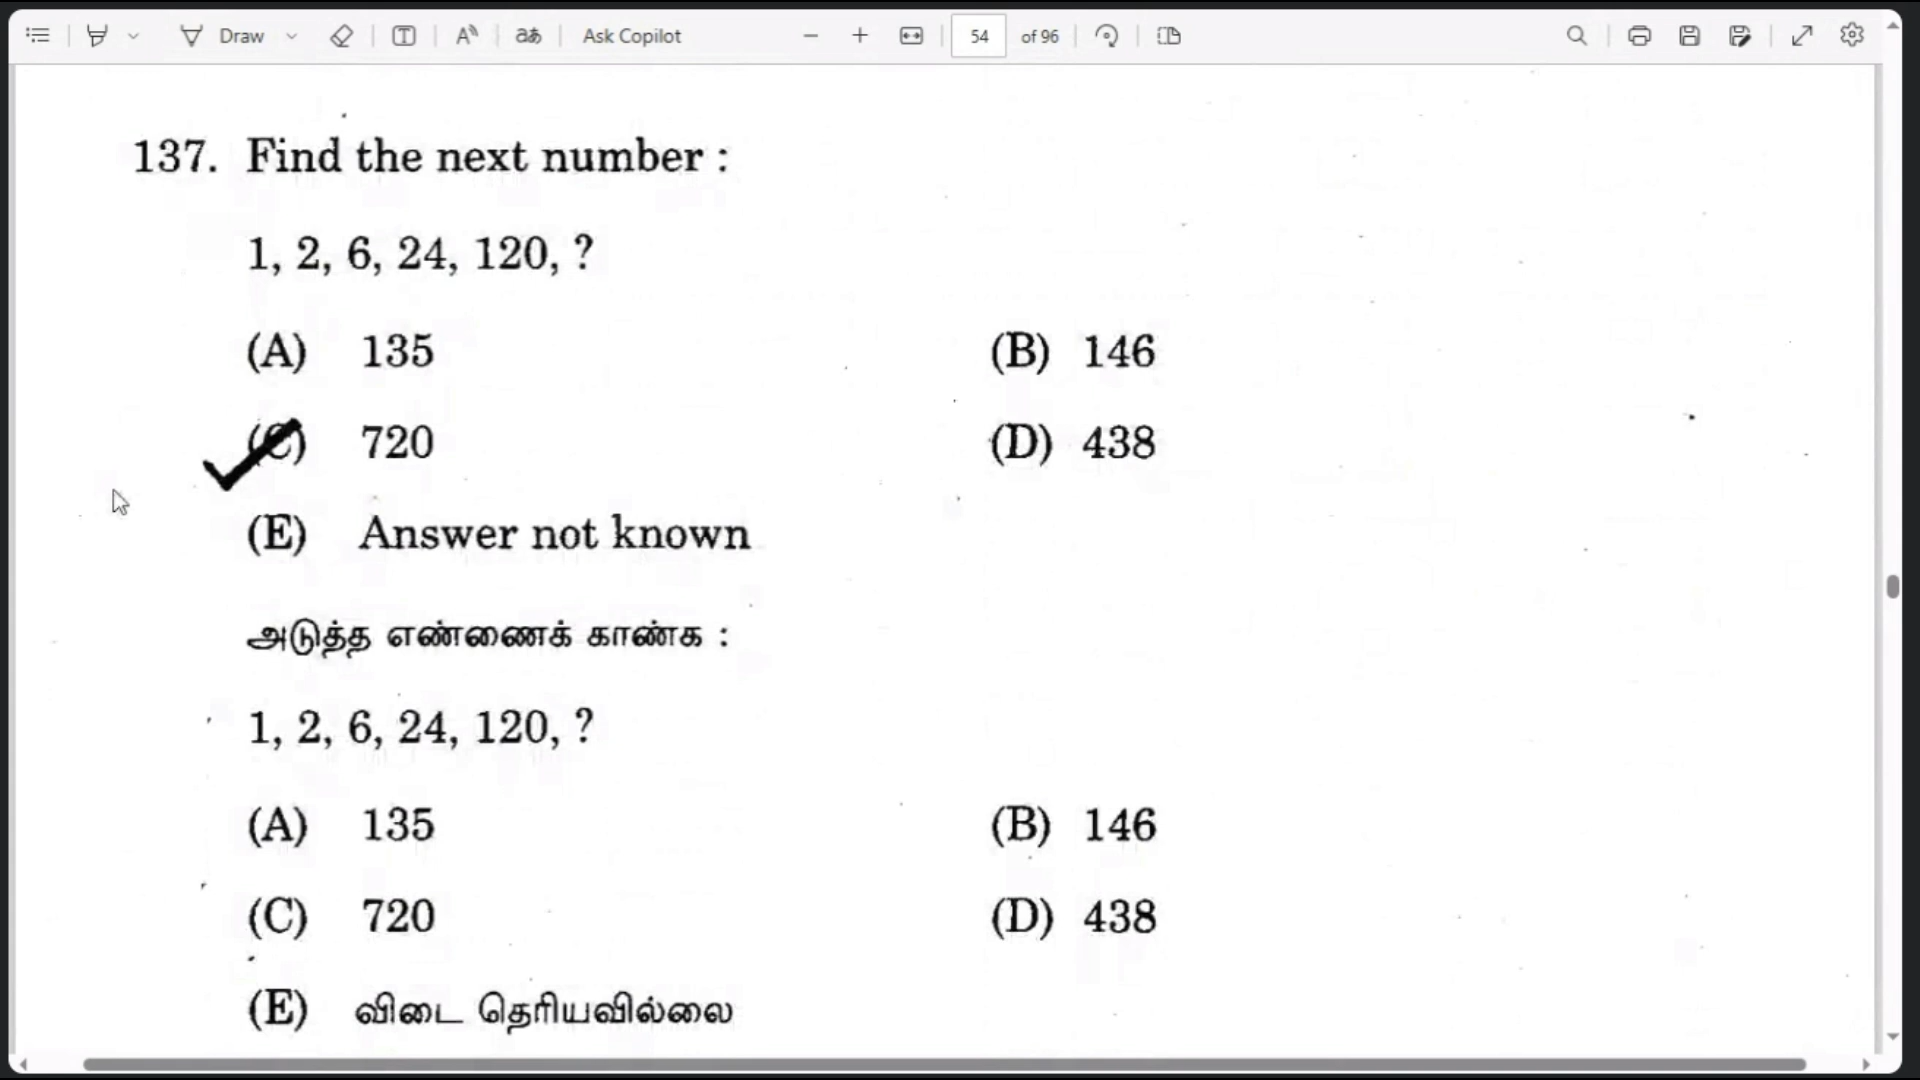 Draw Ask Copilot 54 of 96
137. Find the next number :
1, 2, 6, 24, 120, ?
(A) 135 (B) 146
(C) 720 (D) 438
(E) Answer not known
அடுத்த எண்ணைக் காண்க :
1, 2, 6, 24, 120, ?
(A) 135 (B) 146
(C) 720 (D) 438
(E) விடை தெரியவில்லை